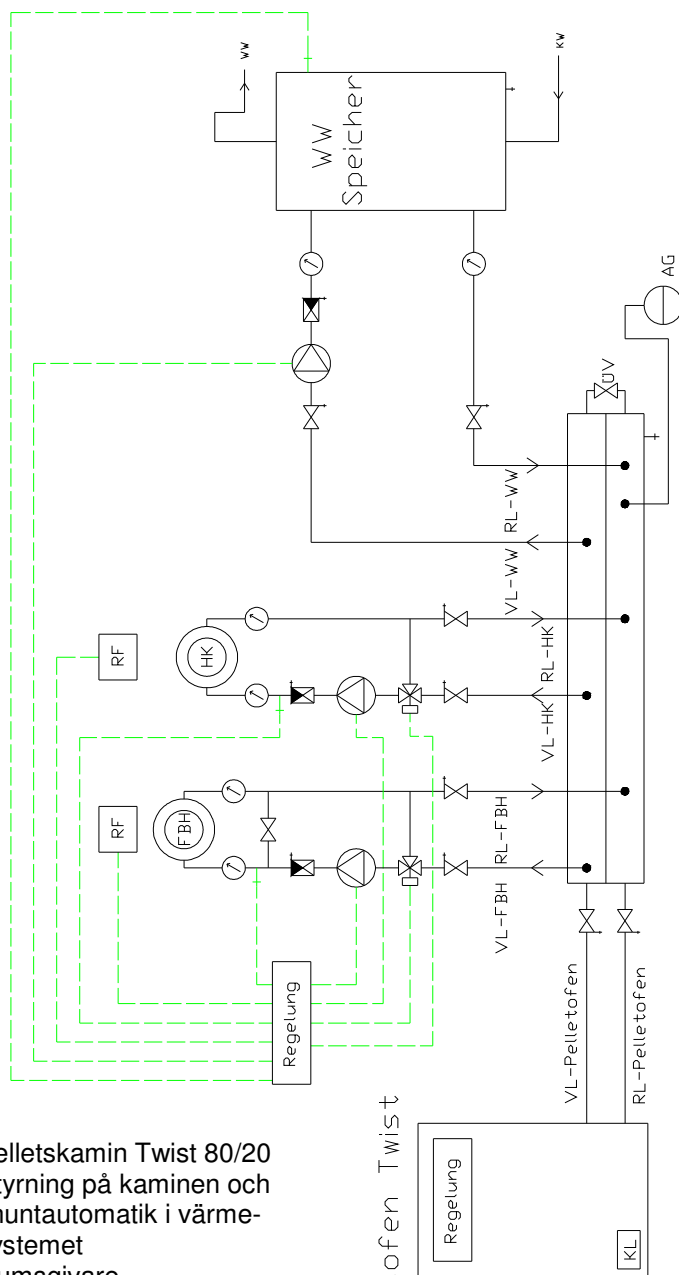 WW
KW
WW
Speicher
AG
ÜV
RL-WW
VL-WW
RF
HK
RL-HK
VL-HK
RF
FBH
RL-FBH
VL-FBH
Regelung
VL-Pelletofen
RL-Pelletofen
ofen Twist
Regelung
KL
elletskamin Twist 80/20
tyrning på kaminen och
huntautomatik i värme-
ystemet